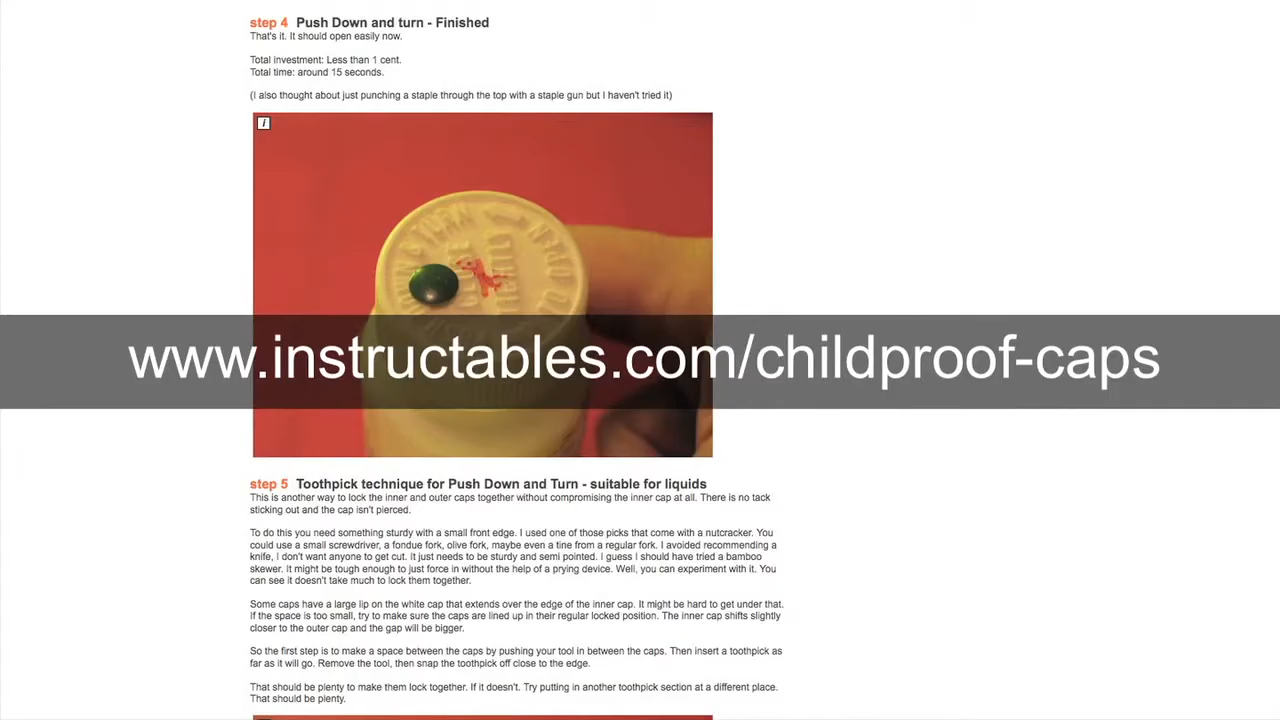 step 4 Push Down and turn - Finished
That's it. It should open easily now.
Total investment: Less than 1 cent.
Total time: around 15 seconds.
(I also thought about just punching a staple through the top with a staple gun but I haven't tried it)
i
www.instructables.com/childproof-caps
step 5 Toothpick technique for Push Down and Turn - suitable for liquids
This is another way to lock the inner and outer caps together without compromising the inner cap at all. There is no tack
sticking out and the cap isn't pierced.
To do this you need something sturdy with a small front edge. I used one of those picks that come with a nutcracker. You
could use a small screwdriver, a fondue fork, olive fork, maybe even a tine from a regular fork. I avoided recommending a
knife, I don't want anyone to get cut. It just needs to be sturdy and semi pointed. I guess I should have tried a bamboo
skewer. It might be tough enough to just force in without the help of a prying device. Well, you can experiment with it. You
can see it doesn't take much to lock them together.
Some caps have a large lip on the white cap that extends over the edge of the inner cap. It might be hard to get under that.
If the space is too small, try to make sure the caps are lined up in their regular locked position. The inner cap shifts slightly
closer to the outer cap and the gap will be bigger.
So the first step is to make a space between the caps by pushing your tool in between the caps. Then insert a toothpick as
far as it will go. Remove the tool, then snap the toothpick off close to the edge.
That should be plenty to make them lock together. If it doesn't. Try putting in another toothpick section at a different place.
That should be plenty.